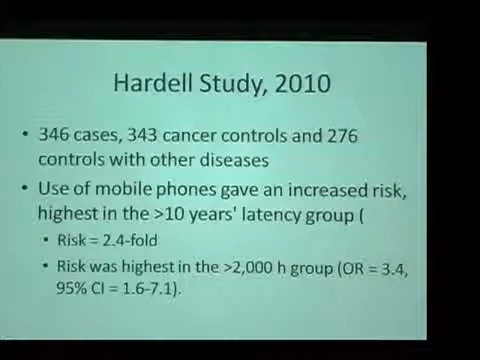 Hardell Study, 2010
• 346 cases, 343 cancer controls and 276
controls with other diseases
• Use of mobile phones gave an increased risk,
highest in the >10 years' latency group (
• Risk = 2.4-fold
• Risk was highest in the >2,000 h group (OR = 3.4,
95% CI = 1.6-7.1).